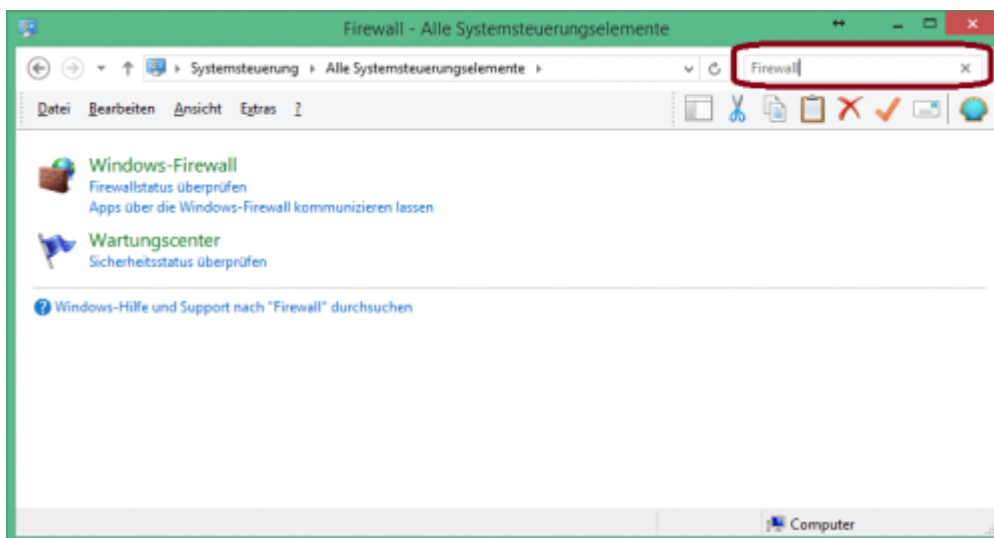 Firewall - Alle Systemsteuerungselemente
Systemsteuerung Alle Systemsteuerungselemente
Firewall
Datei Bearbeiten Ansicht Extras ?
Windows-Firewall
Firewallstatus überprüfen
Apps über die Windows-Firewall kommunizieren lassen
Wartungscenter
Sicherheitsstatus überprüfen
Windows-Hilfe und Support nach "Firewall" durchsuchen
Computer